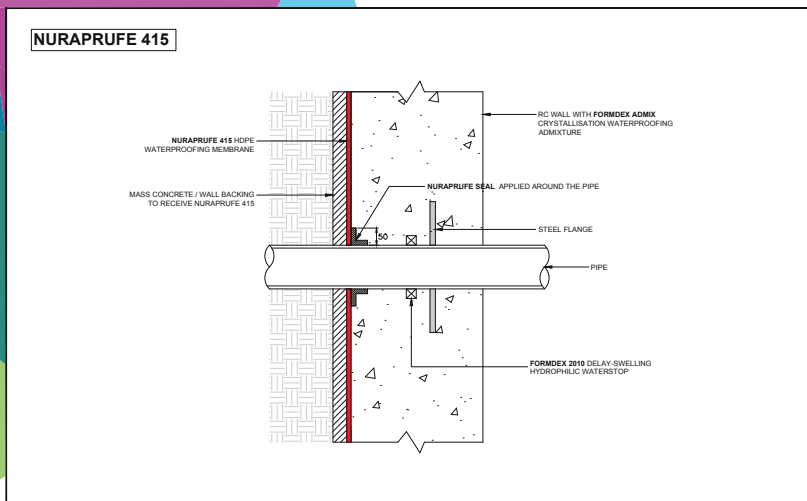 NURAPRUFE 415
NURAPRUFE 415 HDPE
WATERPROOFING MEMBRANE
MASS CONCRETE / WALL BACKING
TO RECEIVE NURAPRUFE 415
RC WALL WITH FORMDEX ADMIX
CRYSTALLISATION WATERPROOFING
ADMIXTURE
NURAPRUFE SEAL APPLIED AROUND THE PIPE
STEEL FLANGE
50
PIPE
FORMDEX 2010 DELAY-SWELLING
HYDROPHILIC WATERSTOP